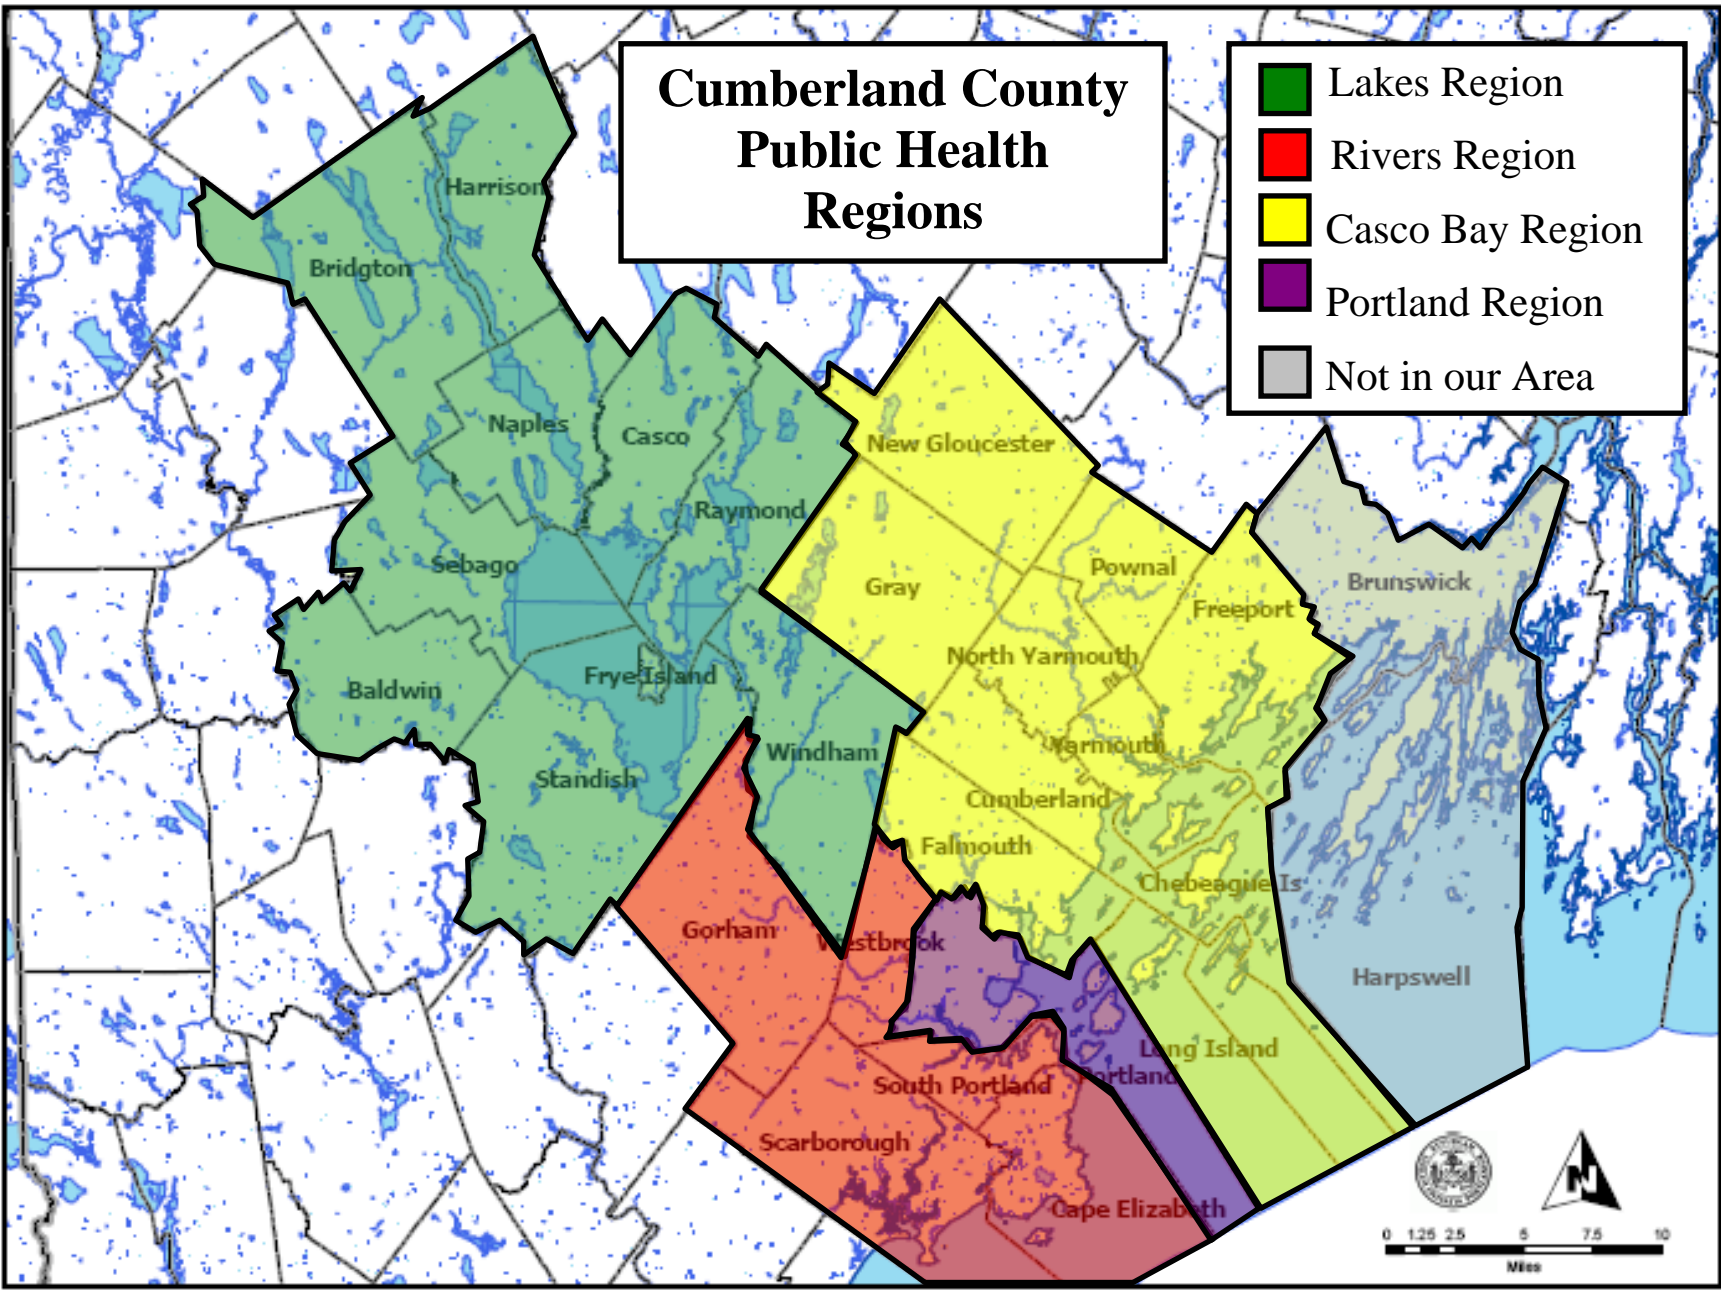 Cumberland County
Public Health
Regions
Lakes Region
Rivers Region
Casco Bay Region
Portland Region
Not in our Area
Harrison
Bridgton
Naples
Casco
New Gloucester
Raymond
Sebago
Gray
Pownal
Freeport
Brunswick
North Yarmouth
Frye Island
Baldwin
Yarmouth
Windham
Standish
Cumberland
Falmouth
Chebeague Is
Gorham
Westbrook
Harpswell
Long Island
Portland
South Portland
Scarborough
Cape Elizabeth
N
0 1.25 2.5 5 7.5 10
Miles